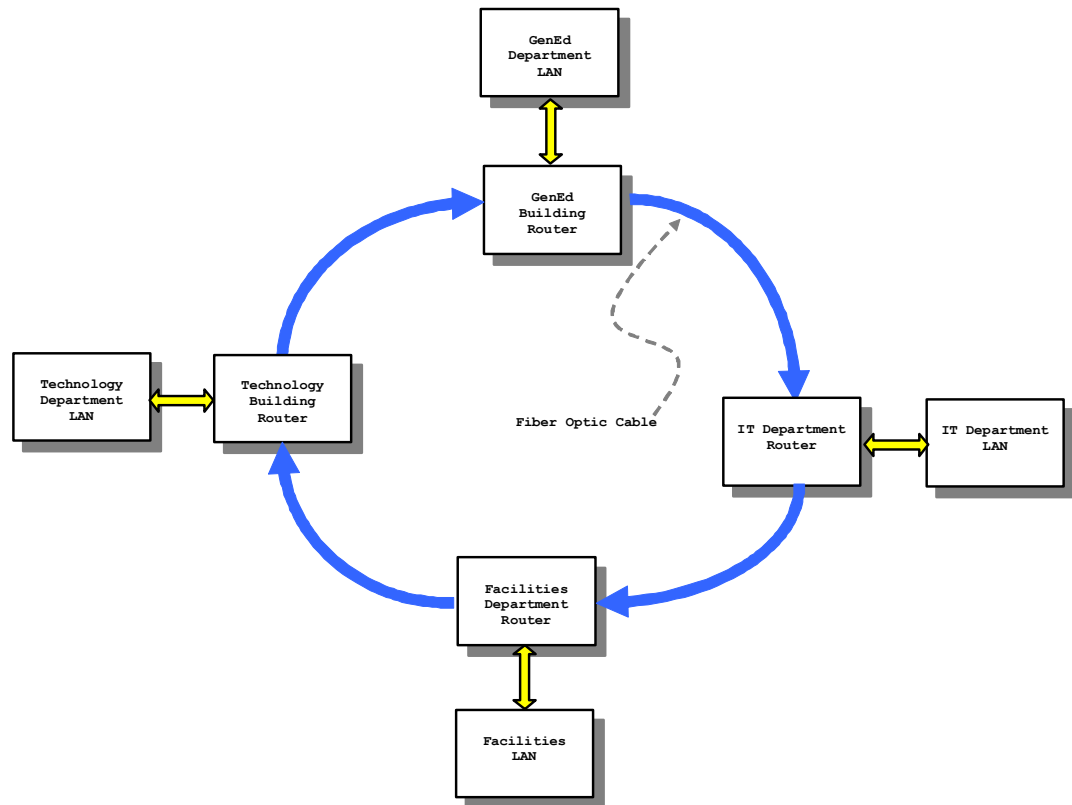 GenEd
Department
LAN
GenEd
Building
Router
Technology
Department
LAN
Technology
Building
Router
Fiber Optic Cable
IT Department
Router
IT Department
LAN
Facilities
Department
Router
Facilities
LAN